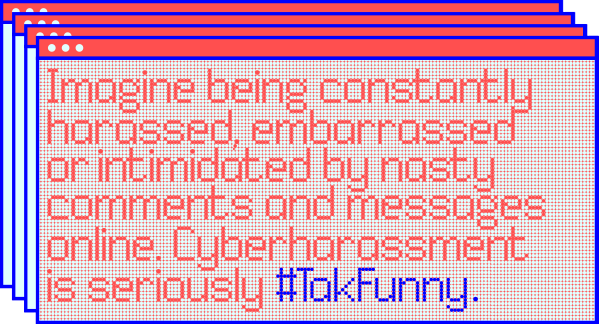 Imagine being constantly
harassed, embarrassed
or intimidated by nasty
comments and messages
online. Cyberharassment
is seriously #TakFunny.